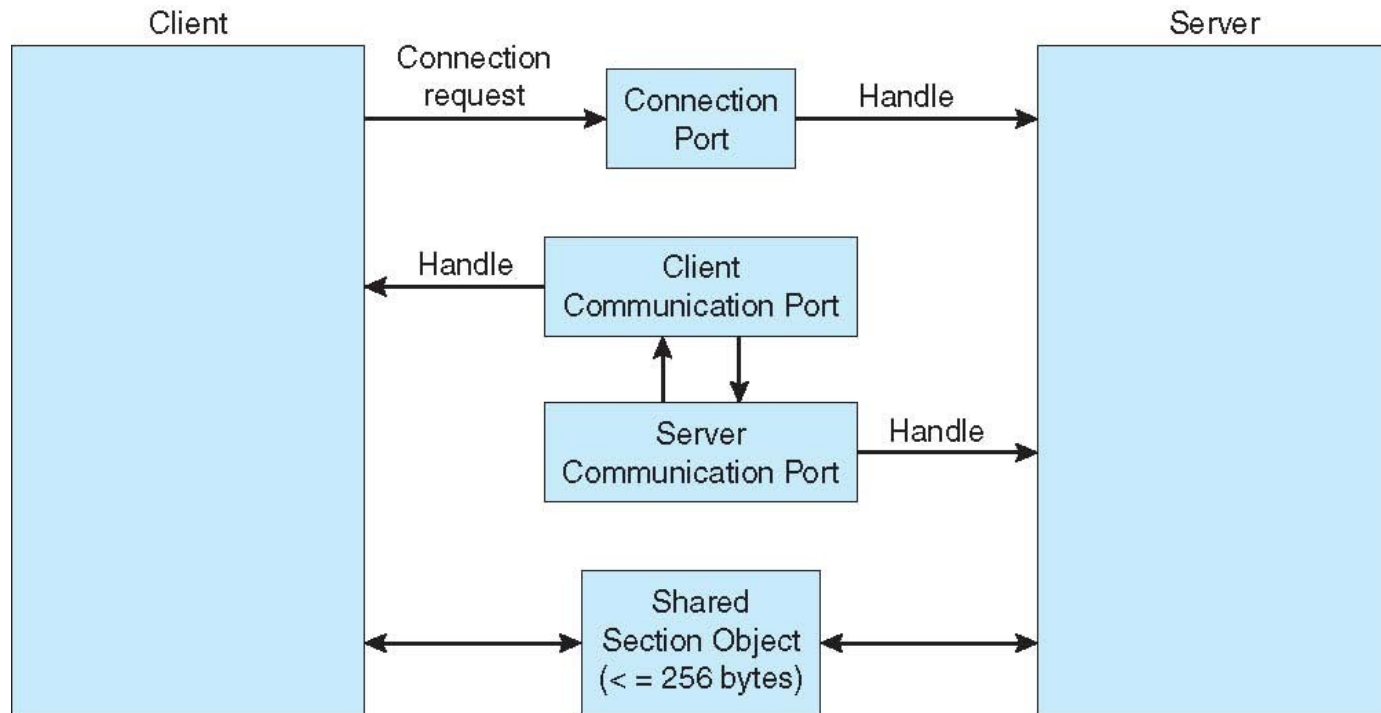 Client
Server
Connection
request
Connection
Port
Handle
Handle
Client
Communication Port
Server
Communication Port
Handle
Shared
Section Object
(< = 256 bytes)